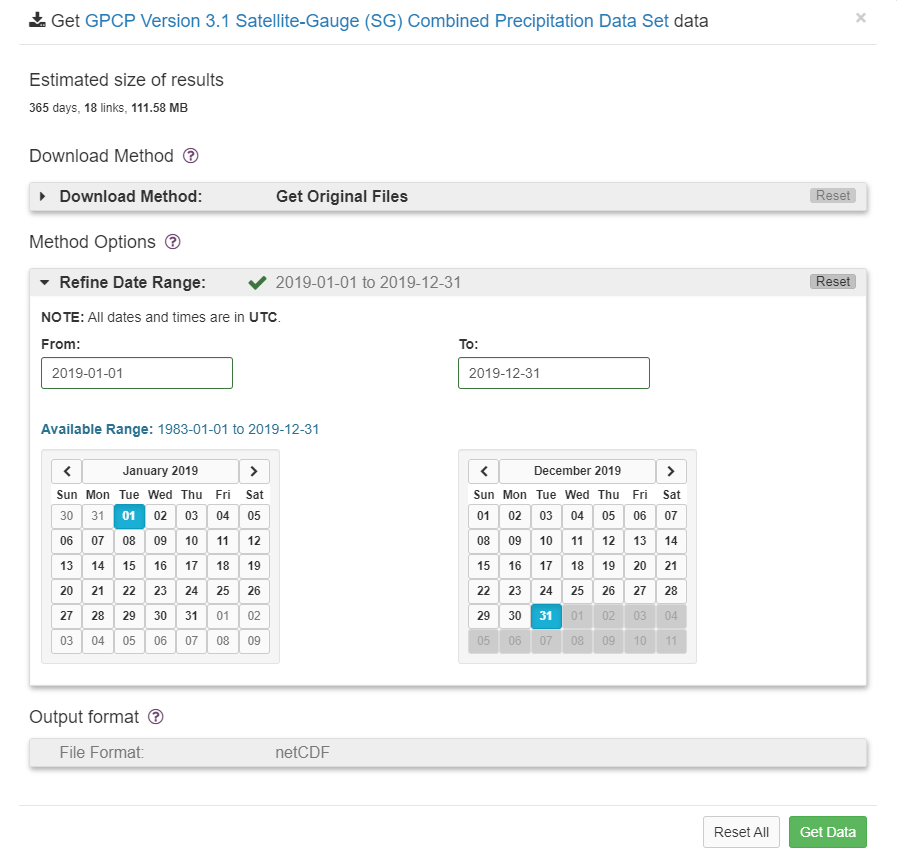 Get GPCP Version 3.1 Satellite-Gauge (SG) Combined Precipitation Data Set data ×
Estimated size of results
365 days, 18 links, 111.58 MB
Download Method ?
Download Method: Get Original Files Reset
Method Options ?
Refine Date Range: 2019-01-01 to 2019-12-31 Reset
NOTE: All dates and times are in UTC.
From: To:
2019-01-01 2019-12-31
Available Range: 1983-01-01 to 2019-12-31
January 2019
Sun Mon Tue Wed Thu Fri Sat
30 31 01 02 03 04 05
06 07 08 09 10 11 12
13 14 15 16 17 18 19
20 21 22 23 24 25 26
27 28 29 30 31 01 02
03 04 05 06 07 08 09
December 2019
Sun Mon Tue Wed Thu Fri Sat
01 02 03 04 05 06 07
08 09 10 11 12 13 14
15 16 17 18 19 20 21
22 23 24 25 26 27 28
29 30 31 01 02 03 04
05 06 07 08 09 10 11
Output format ?
File Format: netCDF
Reset All Get Data